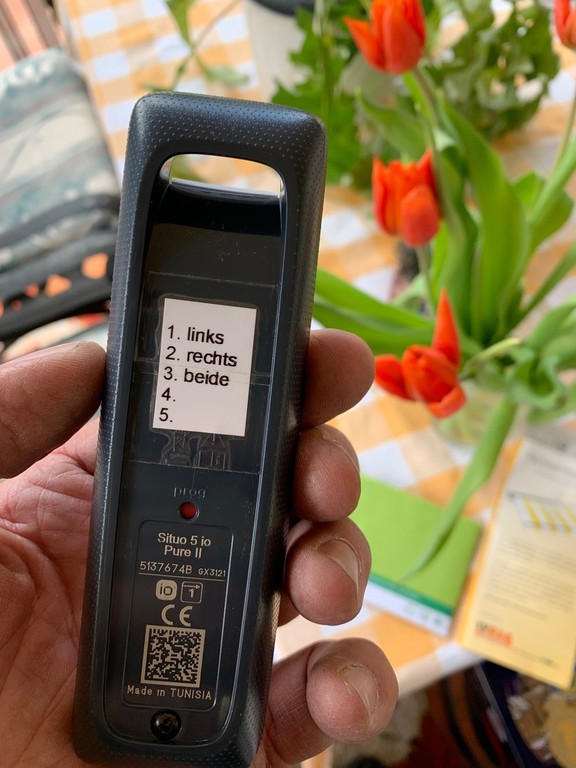 1. links
2. rechts
3. beide
4.
5.
prog
Situo 5 io
Pure II
5137674B GX3121
io 1
CE
Made in TUNISIA